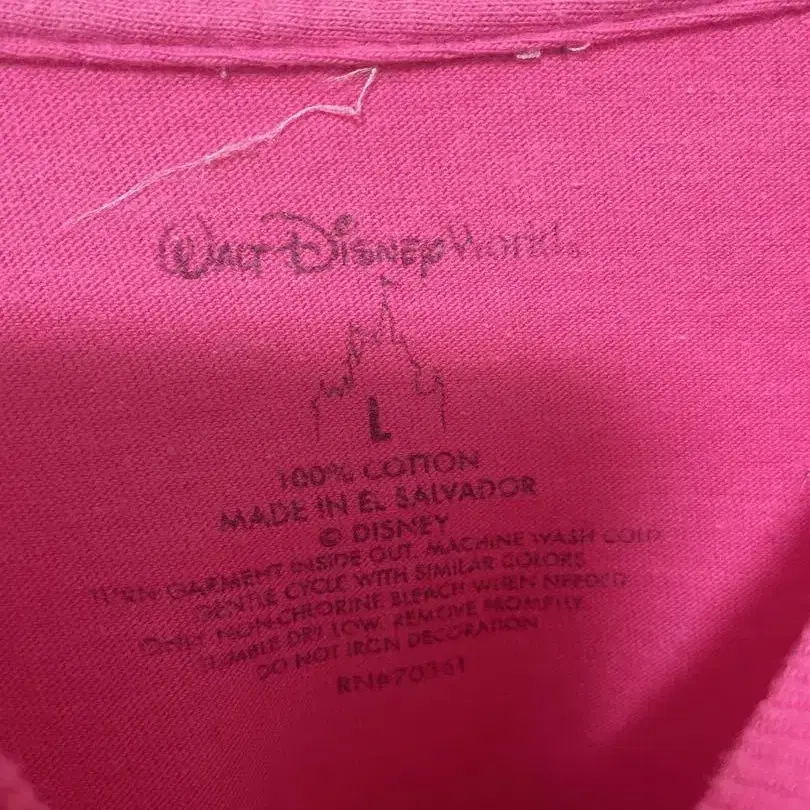 WALT DISNEY World®
L
100% COTTON
MADE IN EL SALVADOR
© DISNEY
TURN GARMENT INSIDE OUT. MACHINE WASH COLD
GENTLE CYCLE WITH SIMILAR COLORS
ONLY NON-CHLORINE BLEACH WHEN NEEDED
TUMBLE DRY LOW. REMOVE PROMPTLY
DO NOT IRON DECORATION
RN#70361